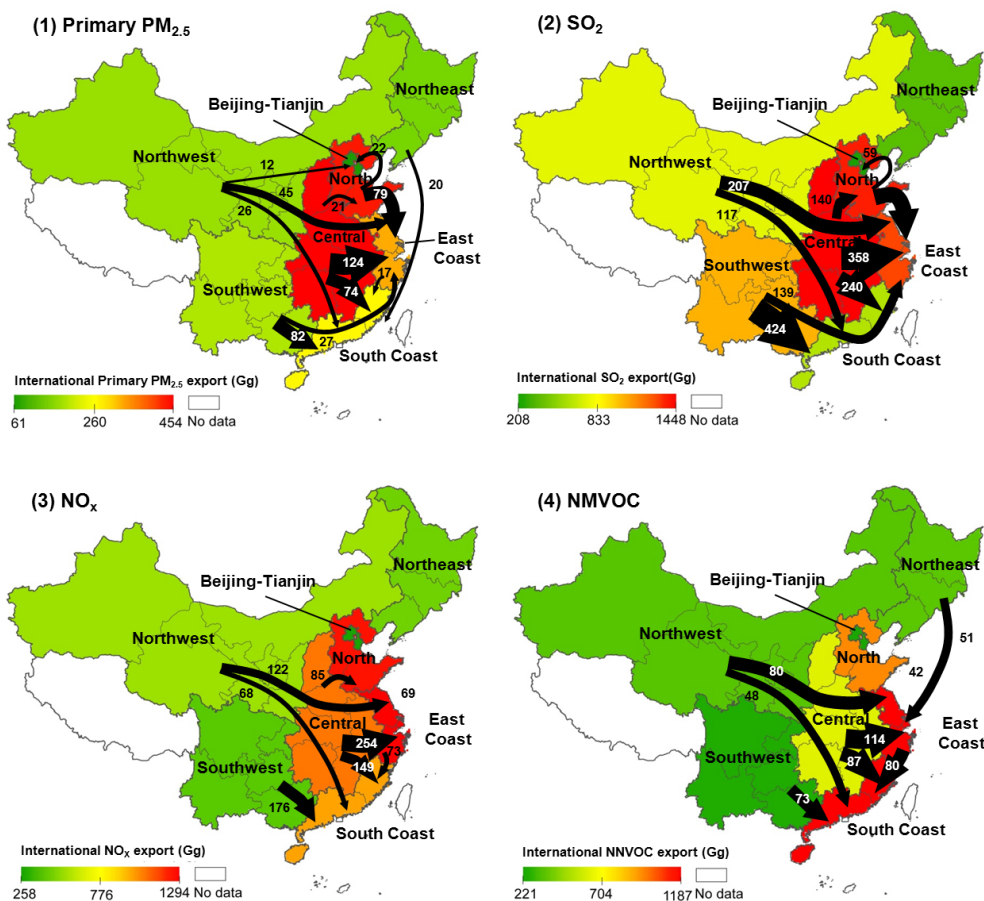 (1) Primary PM2.5
Beijing-Tianjin
Northeast
Northwest
12
22
20
45
North
79
26
21
Central
East
Coast
124
17
Southwest
74
82
27
South Coast
International Primary PM2.5 export (Gg)
61
260
454
No data
(2) SO2
Northeast
Beijing-Tianjin
59
Northwest
North
207
140
117
Central
East
Coast
358
Southwest
240
139
424
South Coast
International SO2 export(Gg)
208
833
1448
No data
(3) NOx
Northeast
Beijing-Tianjin
Northwest
North
122
85
68
69
Central
East
Coast
254
73
149
Southwest
176
South Coast
International NOX export (Gg)
258
776
1294
No data
(4) NMVOC
Northeast
Beijing-Tianjin
51
Northwest
North
42
80
48
Central
East
Coast
114
Southwest
87
80
73
South Coast
International NNVOC export (Gg)
221
704
1187
No data